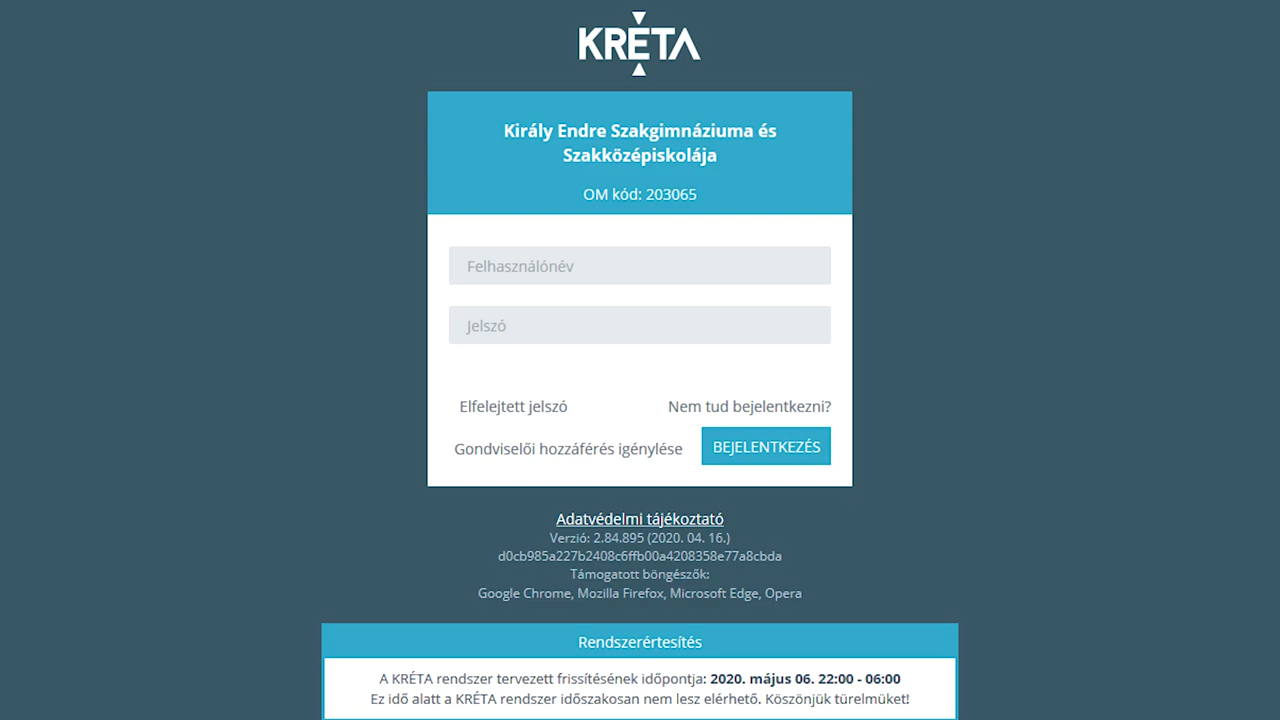 KRÉTA
Király Endre Szakgimnáziuma és
Szakközépiskolája
OM kód: 203065
Felhasználónév
Jelszó
Elfelejtett jelszó
Nem tud bejelentkezni?
Gondviselői hozzáférés igénylése
BEJELENTKEZÉS
Adatvédelmi tájékoztató
Verzió: 2.84.895 (2020. 04. 16.)
d0cb985a227b2408c6ffb00a4208358e77a8cbda
Támogatott böngészők:
Google Chrome, Mozilla Firefox, Microsoft Edge, Opera
Rendszerértesítés
A KRÉTA rendszer tervezett frissítésének időpontja: 2020. május 06. 22:00 - 06:00
Ez idő alatt a KRÉTA rendszer időszakosan nem lesz elérhető. Köszönjük türelmüket!